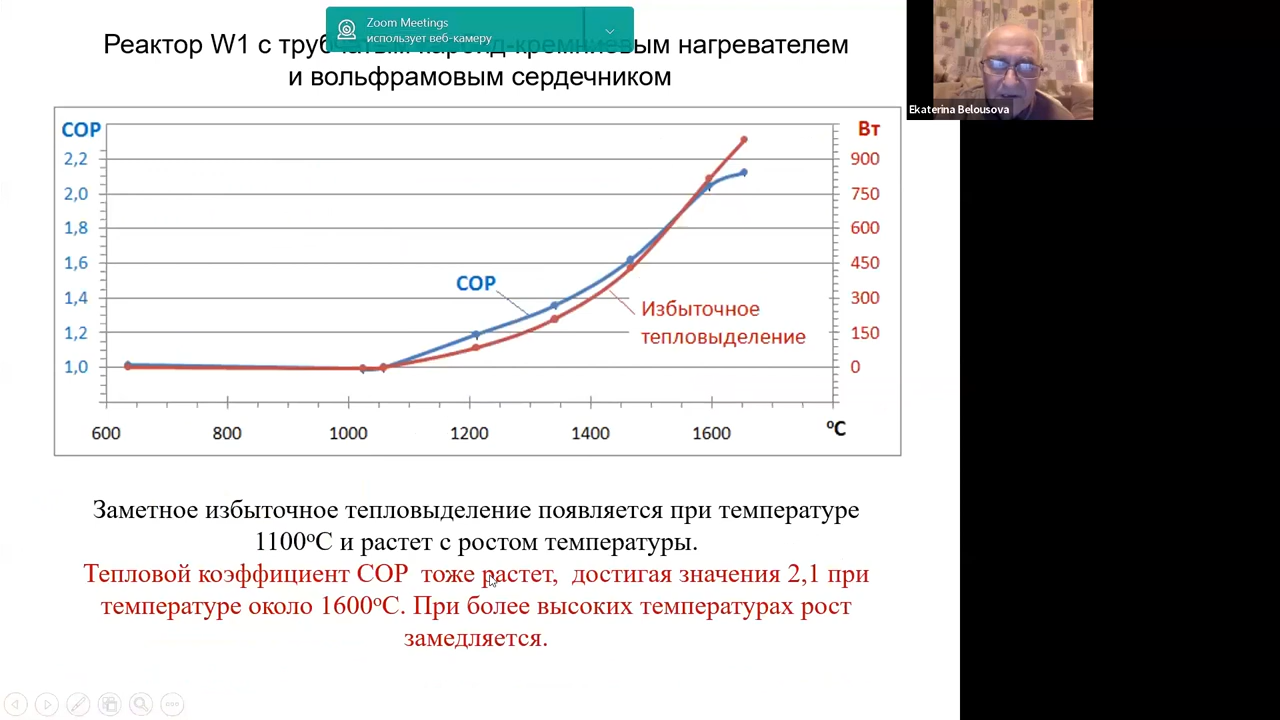 Zoom Meetings
использует веб-камеру
Реактор W1 с нагревателем
и вольфрамовым сердечником
Ekaterina Belousova
COP
Вт
2,2
900
2,0
750
1,8
600
1,6
450
1,4
300
1,2
150
1,0
0
COP
Избыточное
тепловыделение
600 800 1000 1200 1400 1600 ºC
Заметное избыточное тепловыделение появляется при температуре
1100ºС и растет с ростом температуры.
Тепловой коэффициент COP тоже растет, достигая значения 2,1 при
температуре около 1600ºС. При более высоких температурах рост
замедляется.